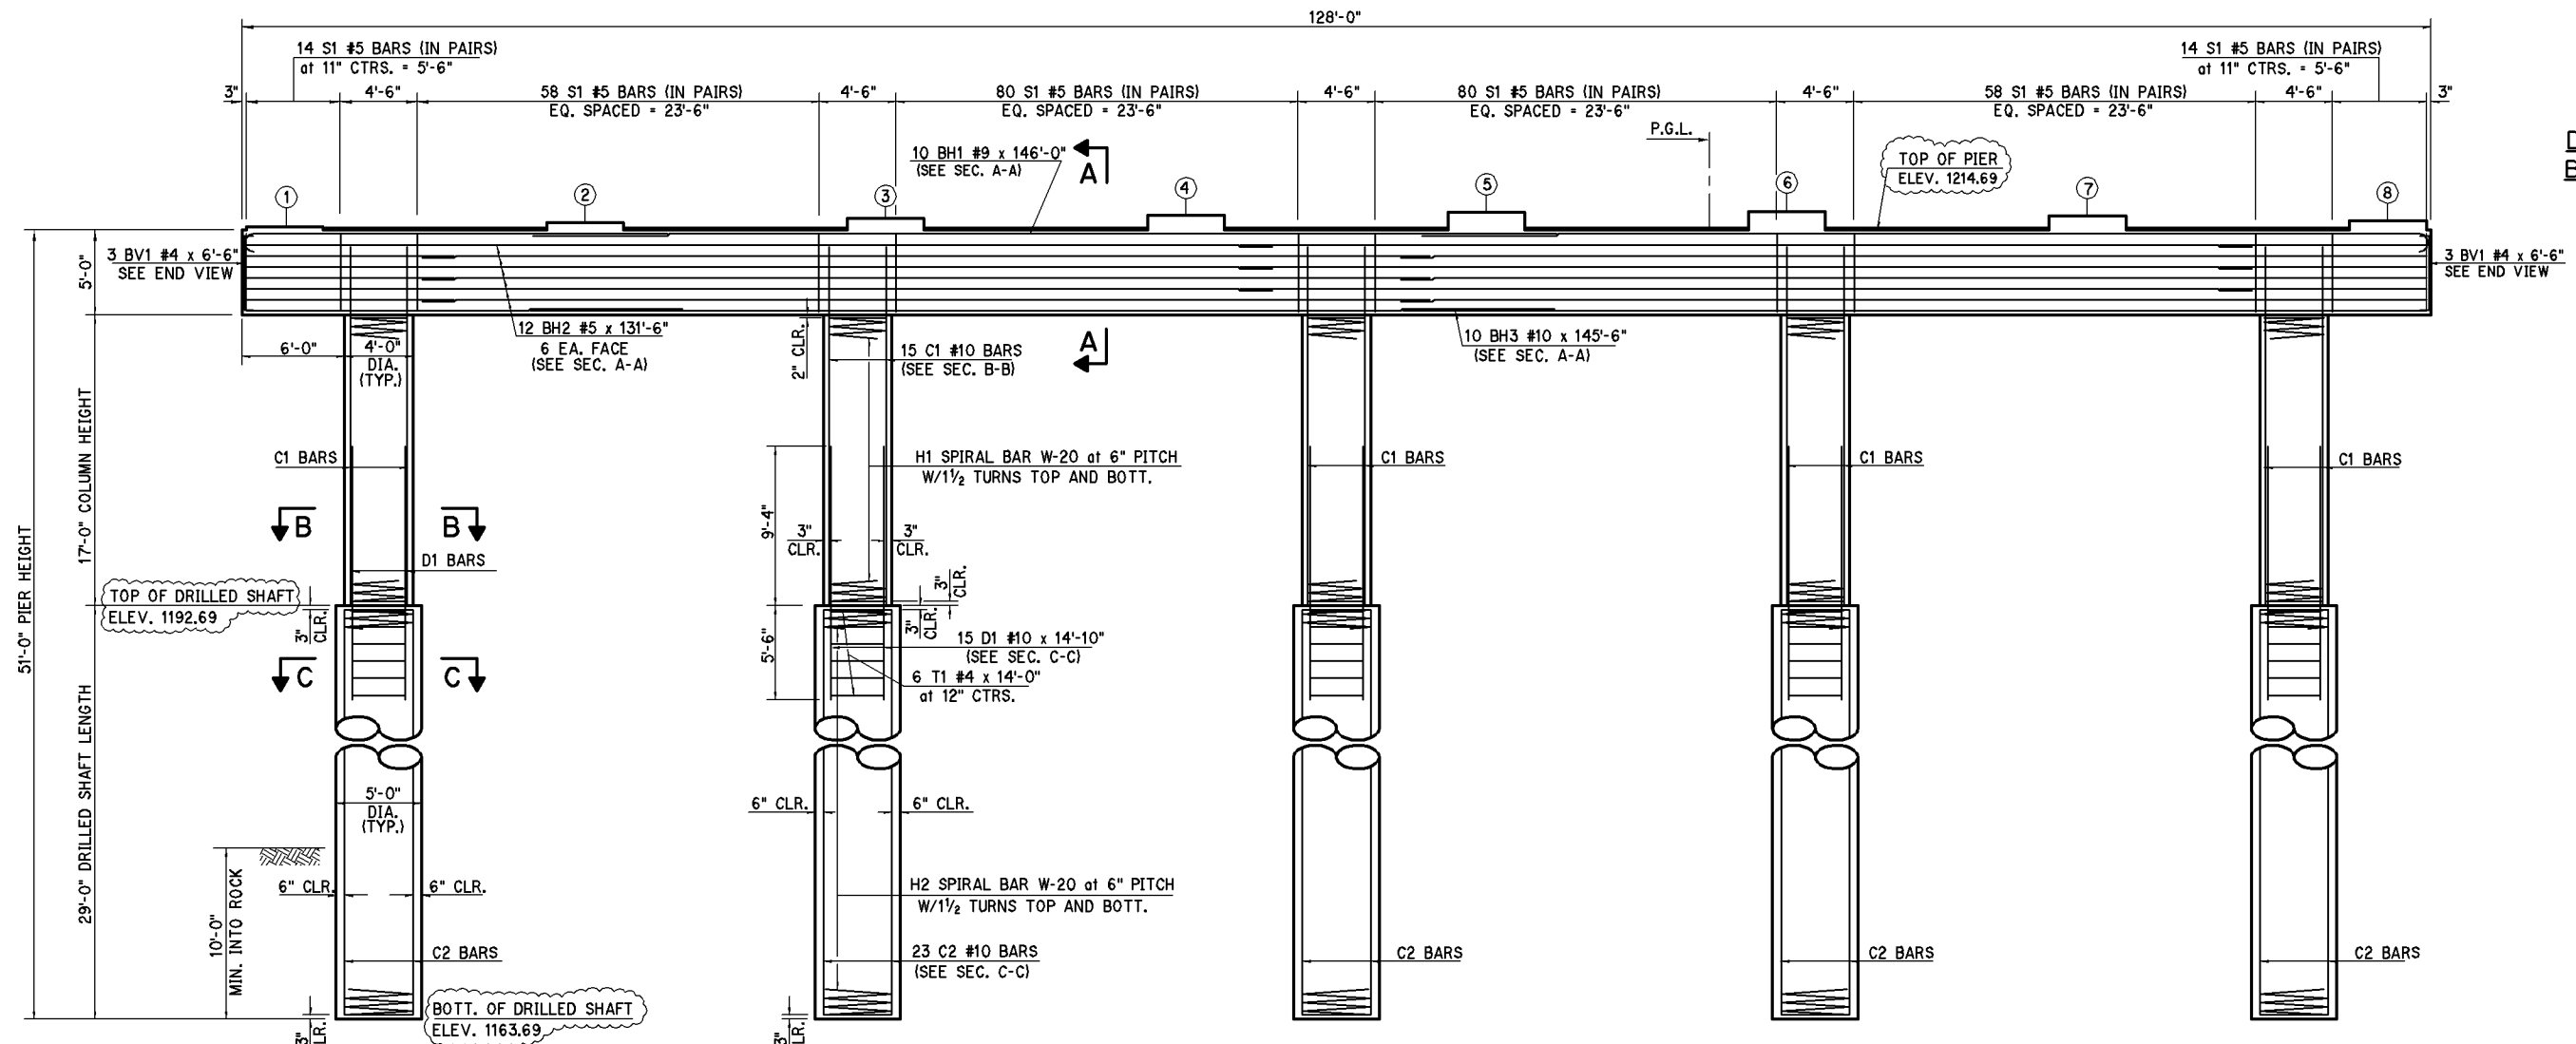 128'-0"
14 S1 #5 BARS (IN PAIRS)
at 11" CTRS. = 5'-6"
14 S1 #5 BARS (IN PAIRS)
at 11" CTRS. = 5'-6"
3"
4'-6"
58 S1 #5 BARS (IN PAIRS)
EQ. SPACED = 23'-6"
4'-6"
80 S1 #5 BARS (IN PAIRS)
EQ. SPACED = 23'-6"
4'-6"
80 S1 #5 BARS (IN PAIRS)
EQ. SPACED = 23'-6"
4'-6"
58 S1 #5 BARS (IN PAIRS)
EQ. SPACED = 23'-6"
4'-6"
3"
P.G.L.
10 BH1 #9 x 146'-0"
(SEE SEC. A-A)
A
TOP OF PIER
ELEV. 1214.69
1
2
3
4
5
6
7
8
3 BV1 #4 x 6'-6"
SEE END VIEW
5'-0"
3 BV1 #4 x 6'-6"
SEE END VIEW
12 BH2 #5 x 131'-6"
6 EA. FACE
(SEE SEC. A-A)
2" CLR.
A
10 BH3 #10 x 145'-6"
(SEE SEC. A-A)
6'-0"
4'-0"
DIA.
(TYP.)
15 C1 #10 BARS
(SEE SEC. B-B)
51'-0" PIER HEIGHT
17'-0" COLUMN HEIGHT
C1 BARS
H1 SPIRAL BAR W-20 at 6" PITCH
W/1½ TURNS TOP AND BOTT.
C1 BARS
C1 BARS
C1 BARS
B
B
9'-4"
3"
CLR.
3"
CLR.
D1 BARS
3"
CLR.
TOP OF DRILLED SHAFT
ELEV. 1192.69
3"
CLR.
3"
CLR.
5'-6"
15 D1 #10 x 14'-10"
(SEE SEC. C-C)
6 T1 #4 x 14'-0"
at 12" CTRS.
C
C
29'-0" DRILLED SHAFT LENGTH
5'-0"
DIA.
(TYP.)
6" CLR.
6" CLR.
10'-0"
MIN. INTO ROCK
6" CLR.
6" CLR.
H2 SPIRAL BAR W-20 at 6" PITCH
W/1½ TURNS TOP AND BOTT.
C2 BARS
23 C2 #10 BARS
(SEE SEC. C-C)
C2 BARS
C2 BARS
C2 BARS
BOTT. OF DRILLED SHAFT
ELEV. 1163.69
3"
3"